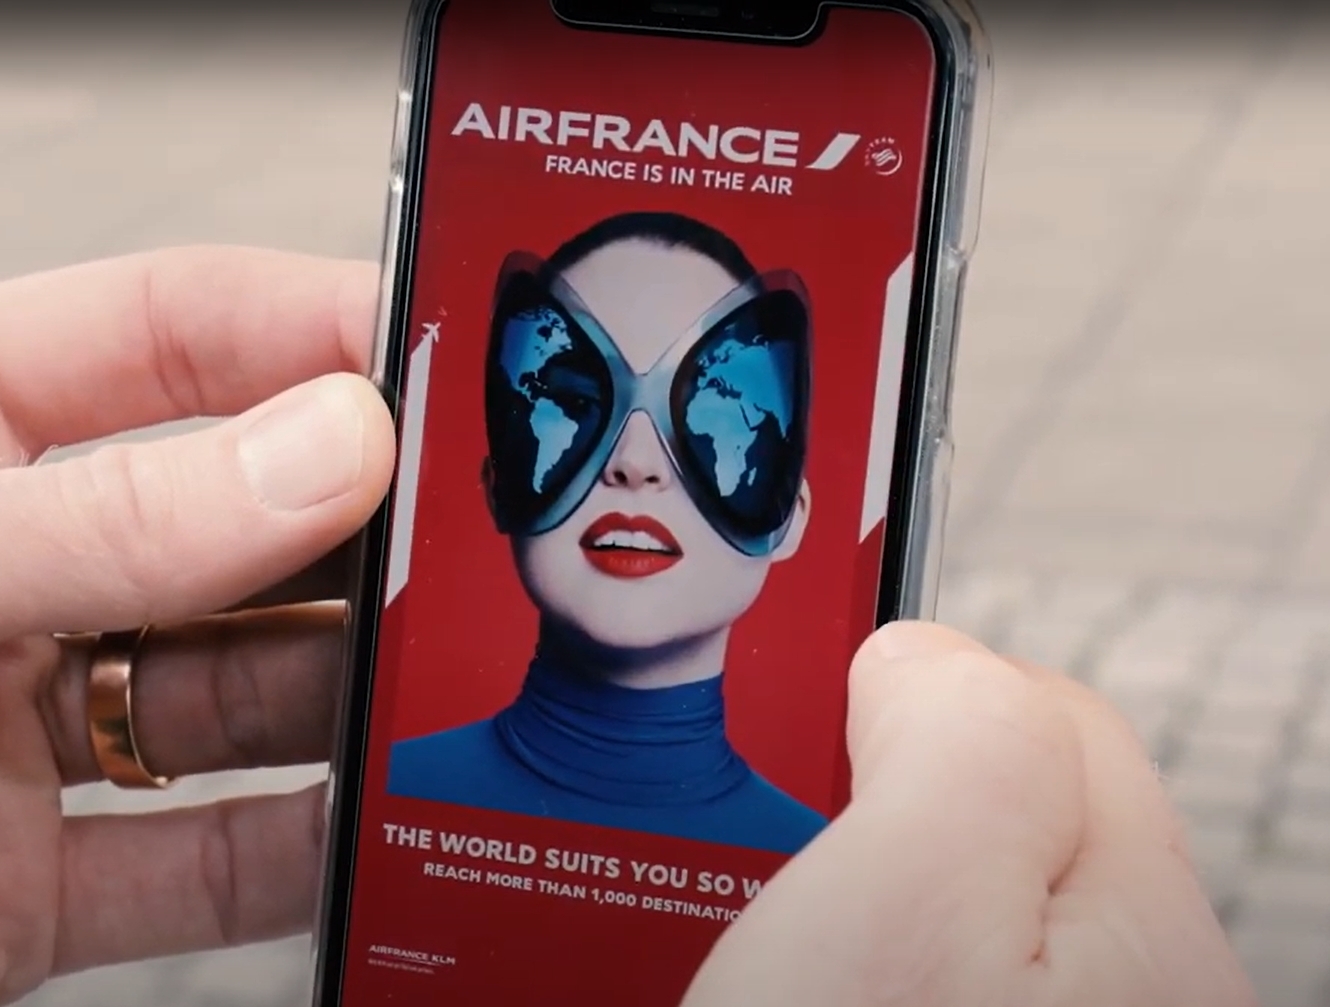 AIRFRANCE
FRANCE IS IN THE AIR
THE WORLD SUITS YOU SO W
REACH MORE THAN 1,000 DESTINATIO
AIRFRANCE KLM